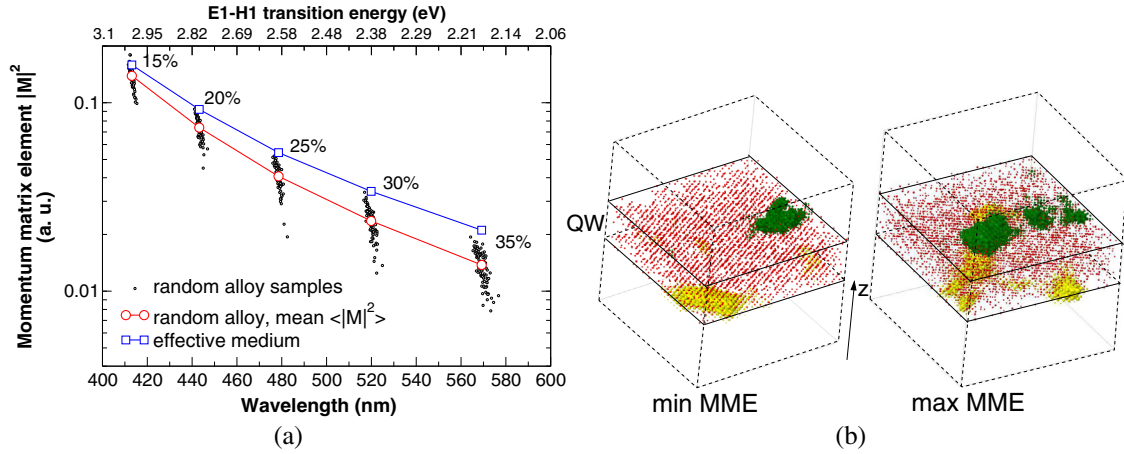 E1-H1 transition energy (eV)
3.1 2.95 2.82 2.69 2.58 2.48 2.38 2.29 2.21 2.14 2.06
Momentum matrix element |M|²
(a. u.)
0.1
0.01
15%
20%
25%
30%
35%
random alloy samples
random alloy, mean <|M|²>
effective medium
400 420 440 460 480 500 520 540 560 580 600
Wavelength (nm)
(a)
QW
z
min MME
max MME
(b)